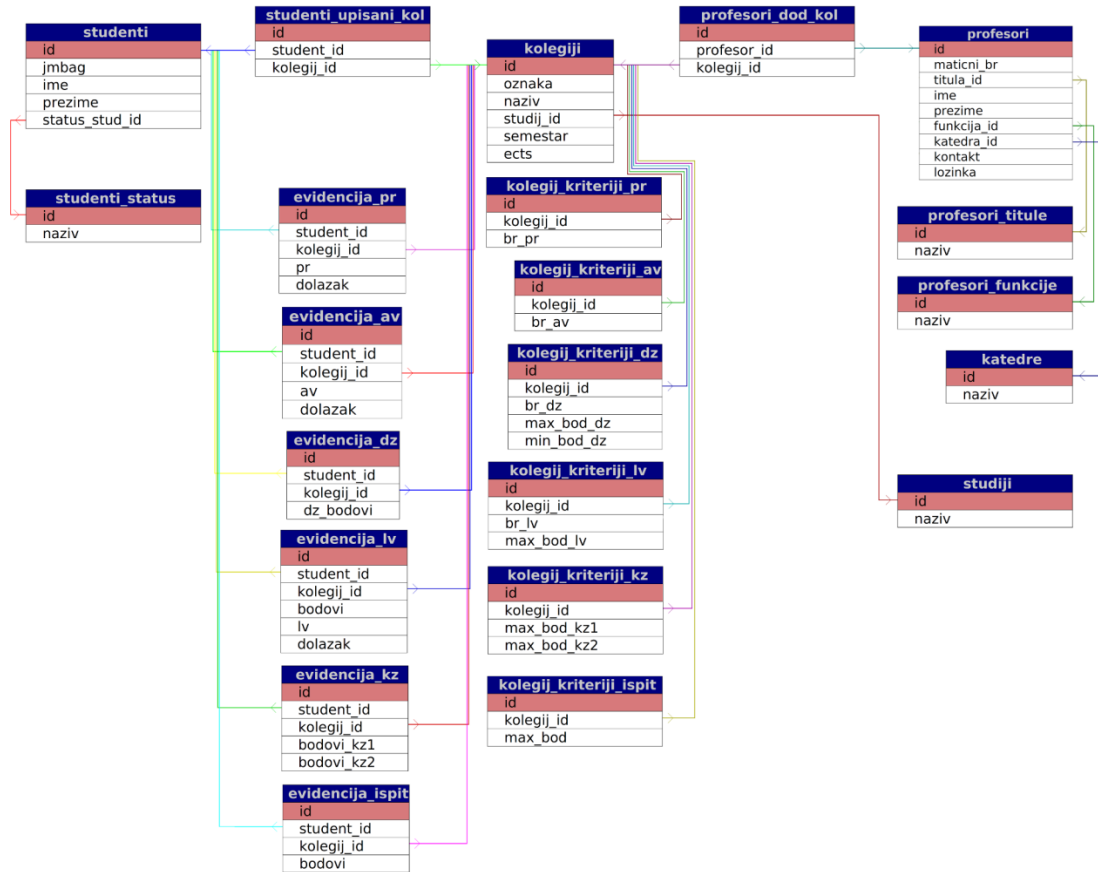 studenti
id
jmbag
ime
prezime
status_stud_id
studenti_status
id
naziv
studenti_upisani_kol
id
student_id
kolegij_id
evidencija_pr
id
student_id
kolegij_id
pr
dolazak
evidencija_av
id
student_id
kolegij_id
av
dolazak
evidencija_dz
id
student_id
kolegij_id
dz_bodovi
evidencija_lv
id
student_id
kolegij_id
bodovi
lv
dolazak
evidencija_kz
id
student_id
kolegij_id
bodovi_kz1
bodovi_kz2
evidencija_ispit
id
student_id
kolegij_id
bodovi
kolegiji
id
oznaka
naziv
studij_id
semestar
ects
kolegij_kriteriji_pr
id
kolegij_id
br_pr
kolegij_kriteriji_av
id
kolegij_id
br_av
kolegij_kriteriji_dz
id
kolegij_id
br_dz
max_bod_dz
min_bod_dz
kolegij_kriteriji_lv
id
kolegij_id
br_lv
max_bod_lv
kolegij_kriteriji_kz
id
kolegij_id
max_bod_kz1
max_bod_kz2
kolegij_kriteriji_ispit
id
kolegij_id
max_bod
profesori_dod_kol
id
profesor_id
kolegij_id
profesori
id
maticni_br
titula_id
ime
prezime
funkcija_id
katedra_id
kontakt
lozinka
profesori_titule
id
naziv
profesori_funkcije
id
naziv
katedre
id
naziv
studiji
id
naziv